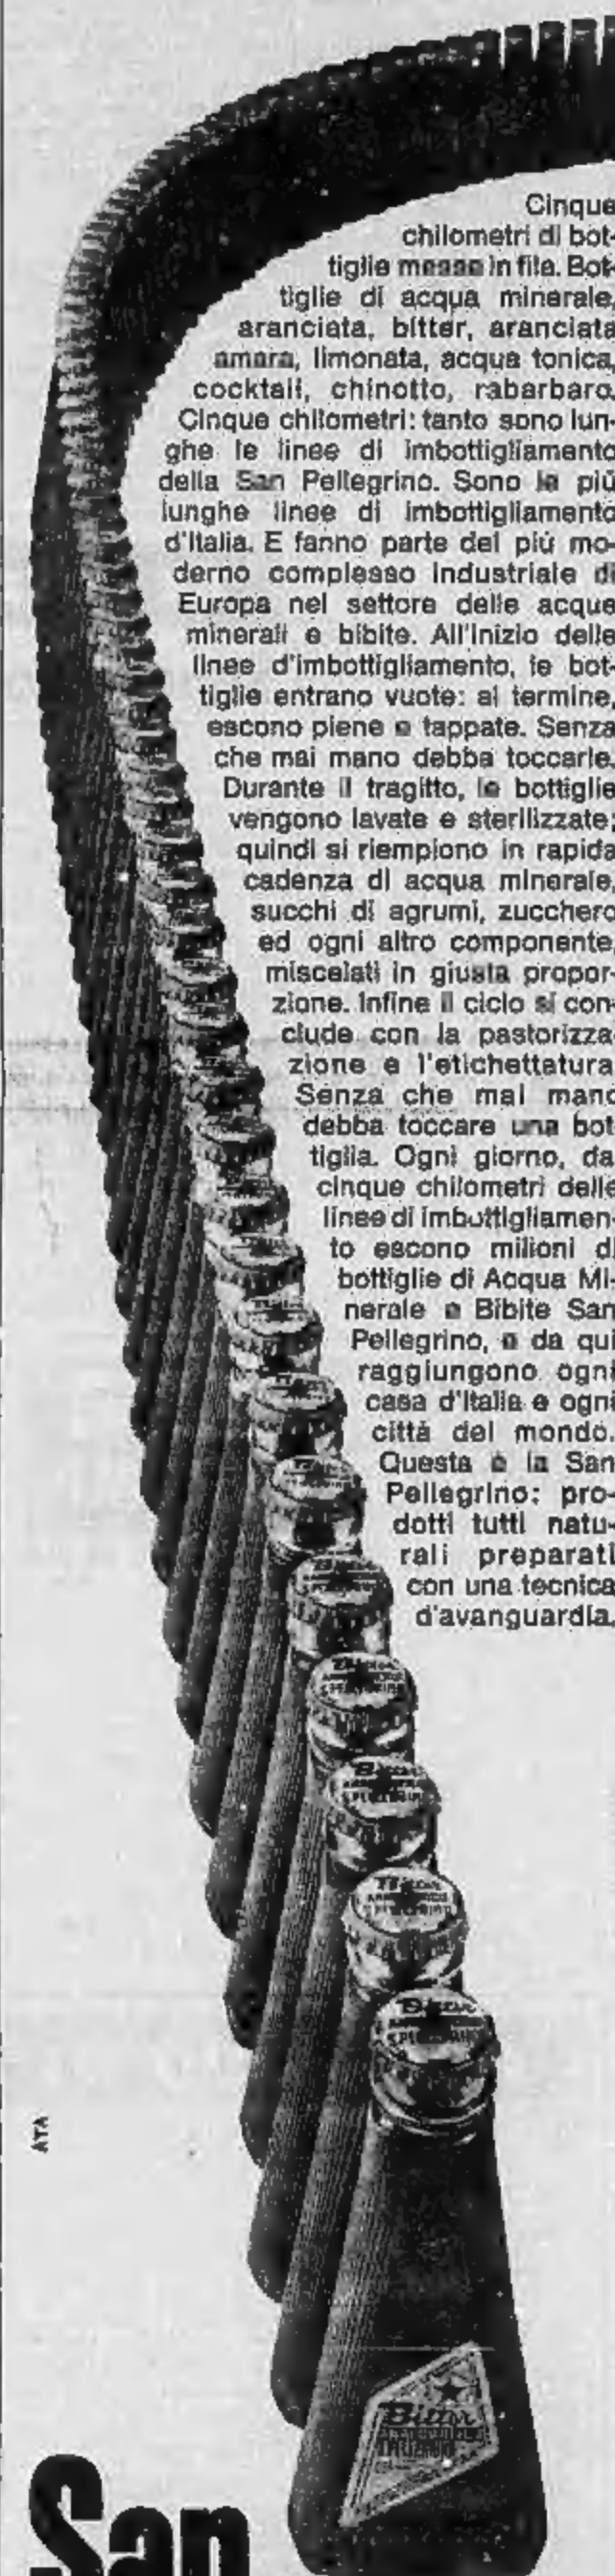 Cinque
chilometri di bot-
tiglie messe in fila. Bot-
tiglie di acqua minerale,
aranciata, bitter, aranciata
amara, limonata, acqua tonica,
cocktail, chinotto, rabarbaro.
Cinque chilometri: tanto sono lun-
ghe le linee di imbottigliamento
della San Pellegrino. Sono le più
lunghe linee di imbottigliamento
d'Italia. E fanno parte del più mo-
derno complesso industriale di
Europa nel settore delle acque
minerali e bibite. All'inizio delle
linee d'imbottigliamento, le bot-
tiglie entrano vuote: al termine,
escono piene e tappate. Senza
che mai mano debba toccarle.
Durante il tragitto, le bottiglie
vengono lavate e sterilizzate;
quindi si riempiono in rapida
cadenza di acqua minerale,
succhi di agrumi, zucchero
ed ogni altro componente,
miscelati in giusta propor-
zione. Infine il ciclo si con-
clude con la pastorizza-
zione e l'etichettatura
Senza che mai mano
debba toccare una bot-
tiglia. Ogni giorno, da
cinque chilometri delle
linee di imbottigliamen-
to escono milioni di
bottiglie di Acqua Mi-
nerale e Bibite San
Pellegrino, e da qui
raggiungono ogni
casa d'Italia e ogni
città del mondo.
Questa è la San
Pellegrino: pro-
dotti tutti natu-
rali preparati
con una tecnica
d'avanguardia.
Bitter
Bitter
Bitter
Bitter
ATA
Bitter
San